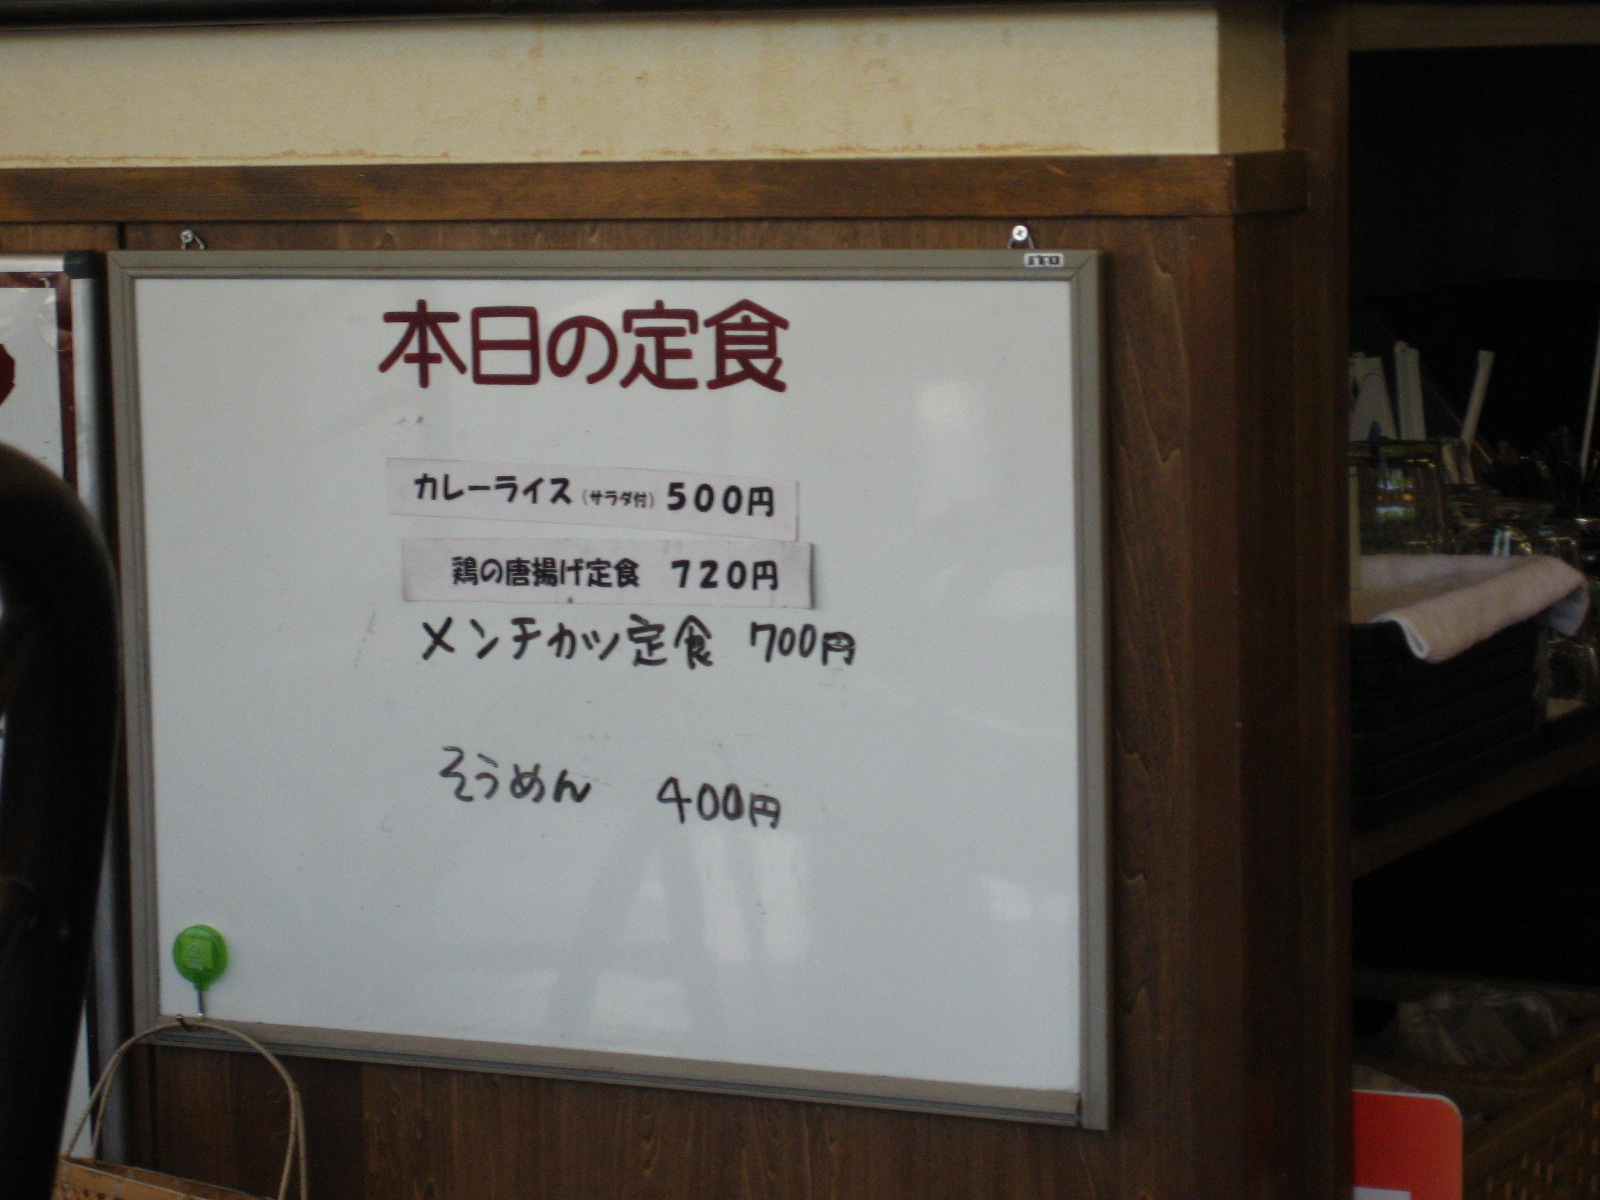 本日の定食
カレーライス(サラダ付) 500円
鶏の唐揚げ定食 720円
メンチカツ定食 700円
そうめん 400円